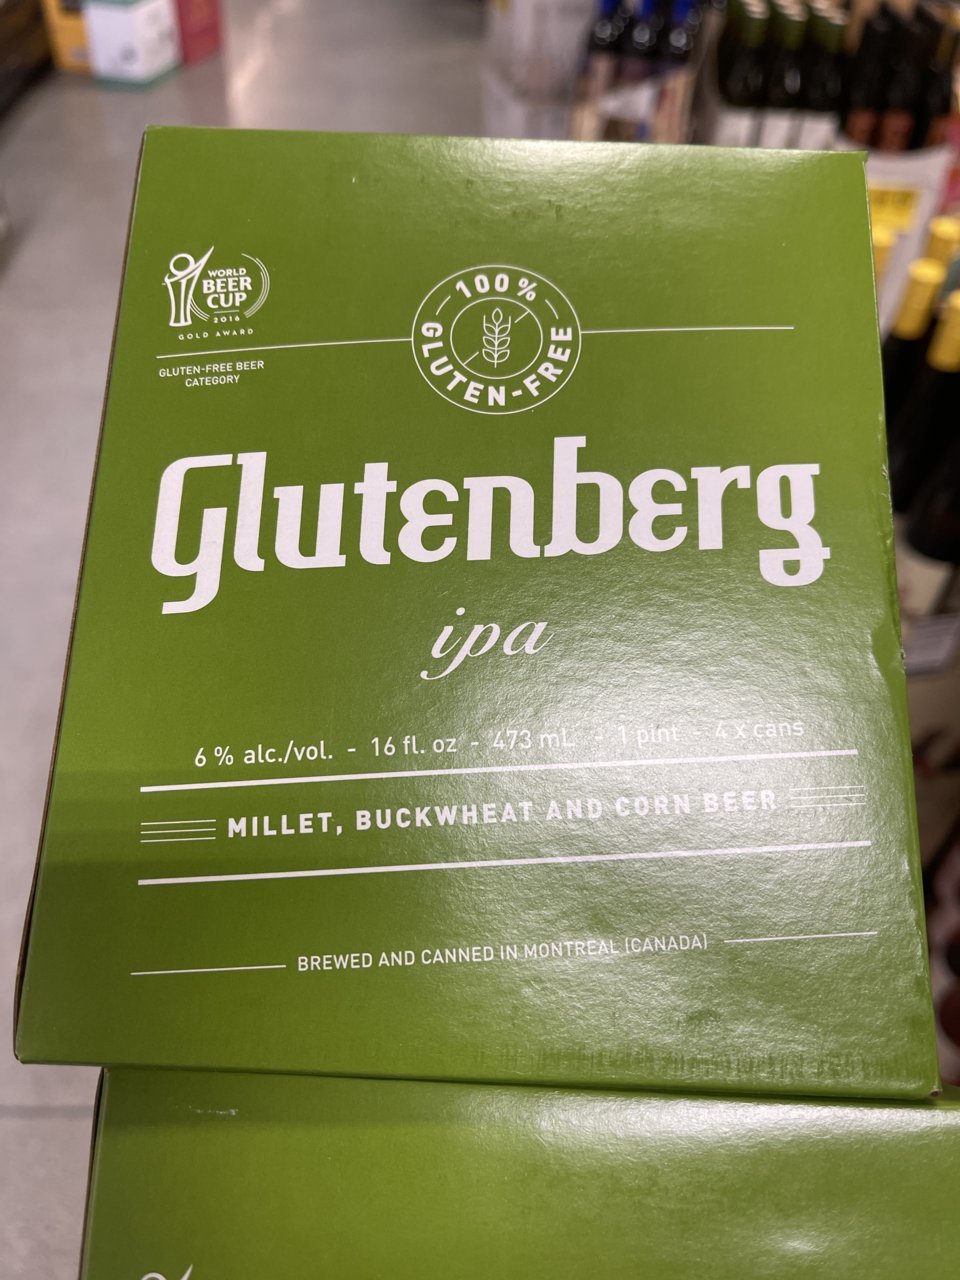 WORLD
BEER
CUP
2016
GOLD AWARD
GLUTEN-FREE BEER
CATEGORY
100%
GLUTEN-FREE
Glutenberg
ipa
6 % alc./vol. - 16 fl. oz - 473 mL - 1 pint - 4 x cans
MILLET, BUCKWHEAT AND CORN BEER
BREWED AND CANNED IN MONTREAL (CANADA)